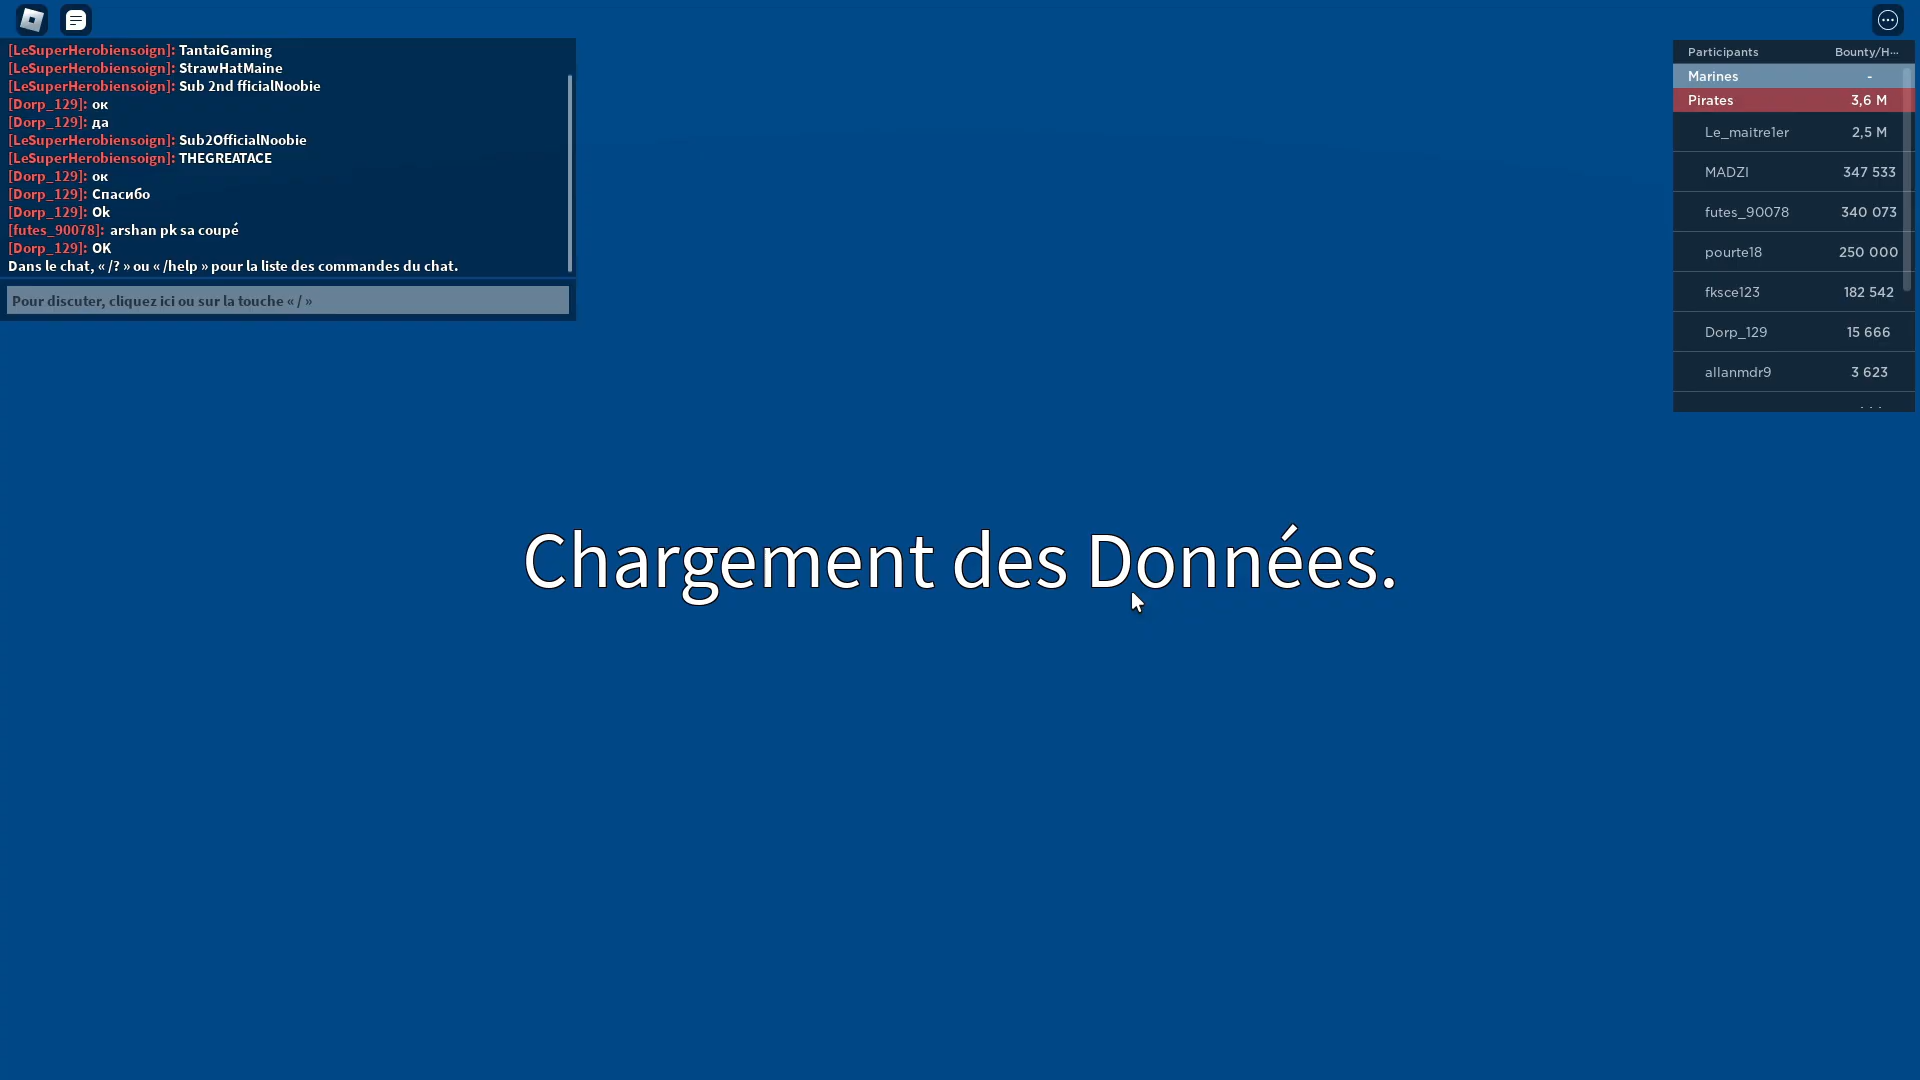 [LeSuperHerobiensoign]: TantaiGaming
[LeSuperHerobiensoign]: StrawHatMaine
[LeSuperHerobiensoign]: Sub 2nd fficialNoobie
[Dorp_129]: ок
[Dorp_129]: да
[LeSuperHerobiensoign]: Sub2OfficialNoobie
[LeSuperHerobiensoign]: THEGREATACE
[Dorp_129]: ок
[Dorp_129]: Спасибо
[Dorp_129]: Ok
[futes_90078]: arshan pk sa coupé
[Dorp_129]: OK
Dans le chat, « /? » ou « /help » pour la liste des commandes du chat.
Pour discuter, cliquez ici ou sur la touche « / »
Participants Bounty/H...
Marines -
Pirates 3,6 M
Le_maitre1er 2,5 M
MADZI 347 533
futes_90078 340 073
pourte18 250 000
fksce123 182 542
Dorp_129 15 666
allanmdr9 3 623
Chargement des Données.